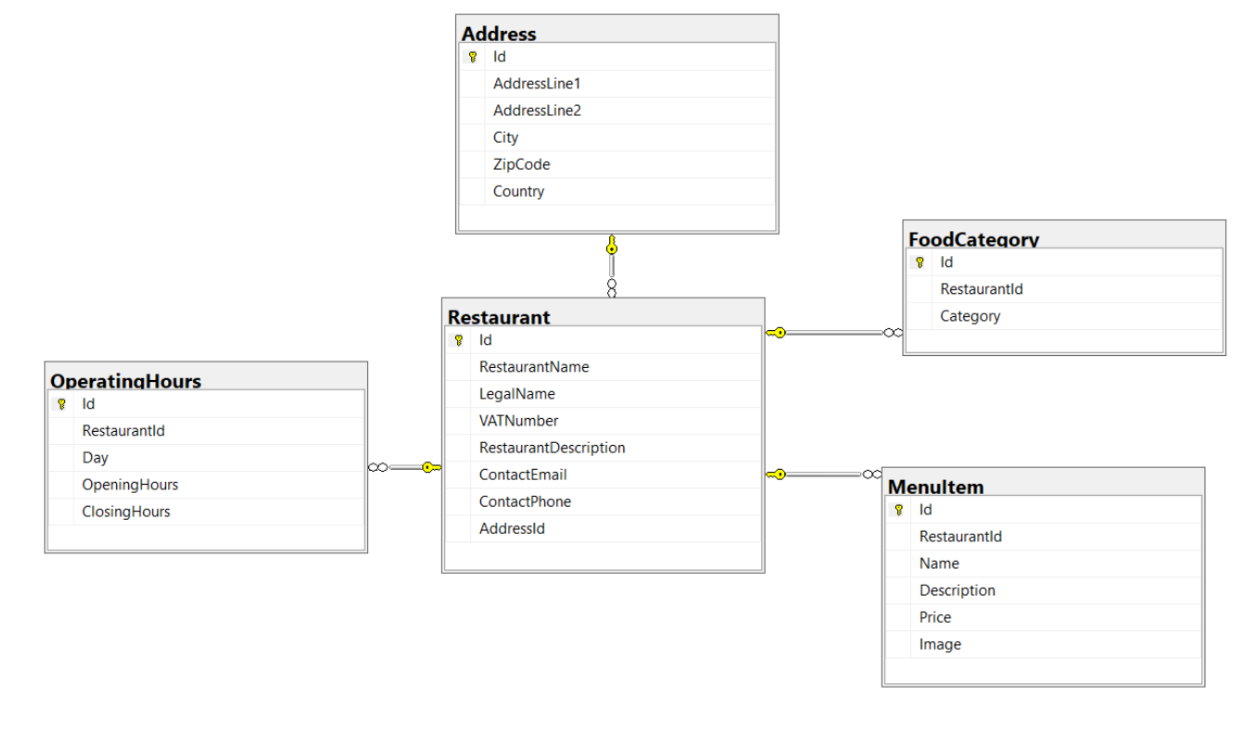 Address
Id
AddressLine1
AddressLine2
City
ZipCode
Country
FoodCategory
Id
RestaurantId
Category
Restaurant
Id
RestaurantName
LegalName
VATNumber
RestaurantDescription
ContactEmail
ContactPhone
AddressId
OperatingHours
Id
RestaurantId
Day
OpeningHours
ClosingHours
MenuItem
Id
RestaurantId
Name
Description
Price
Image